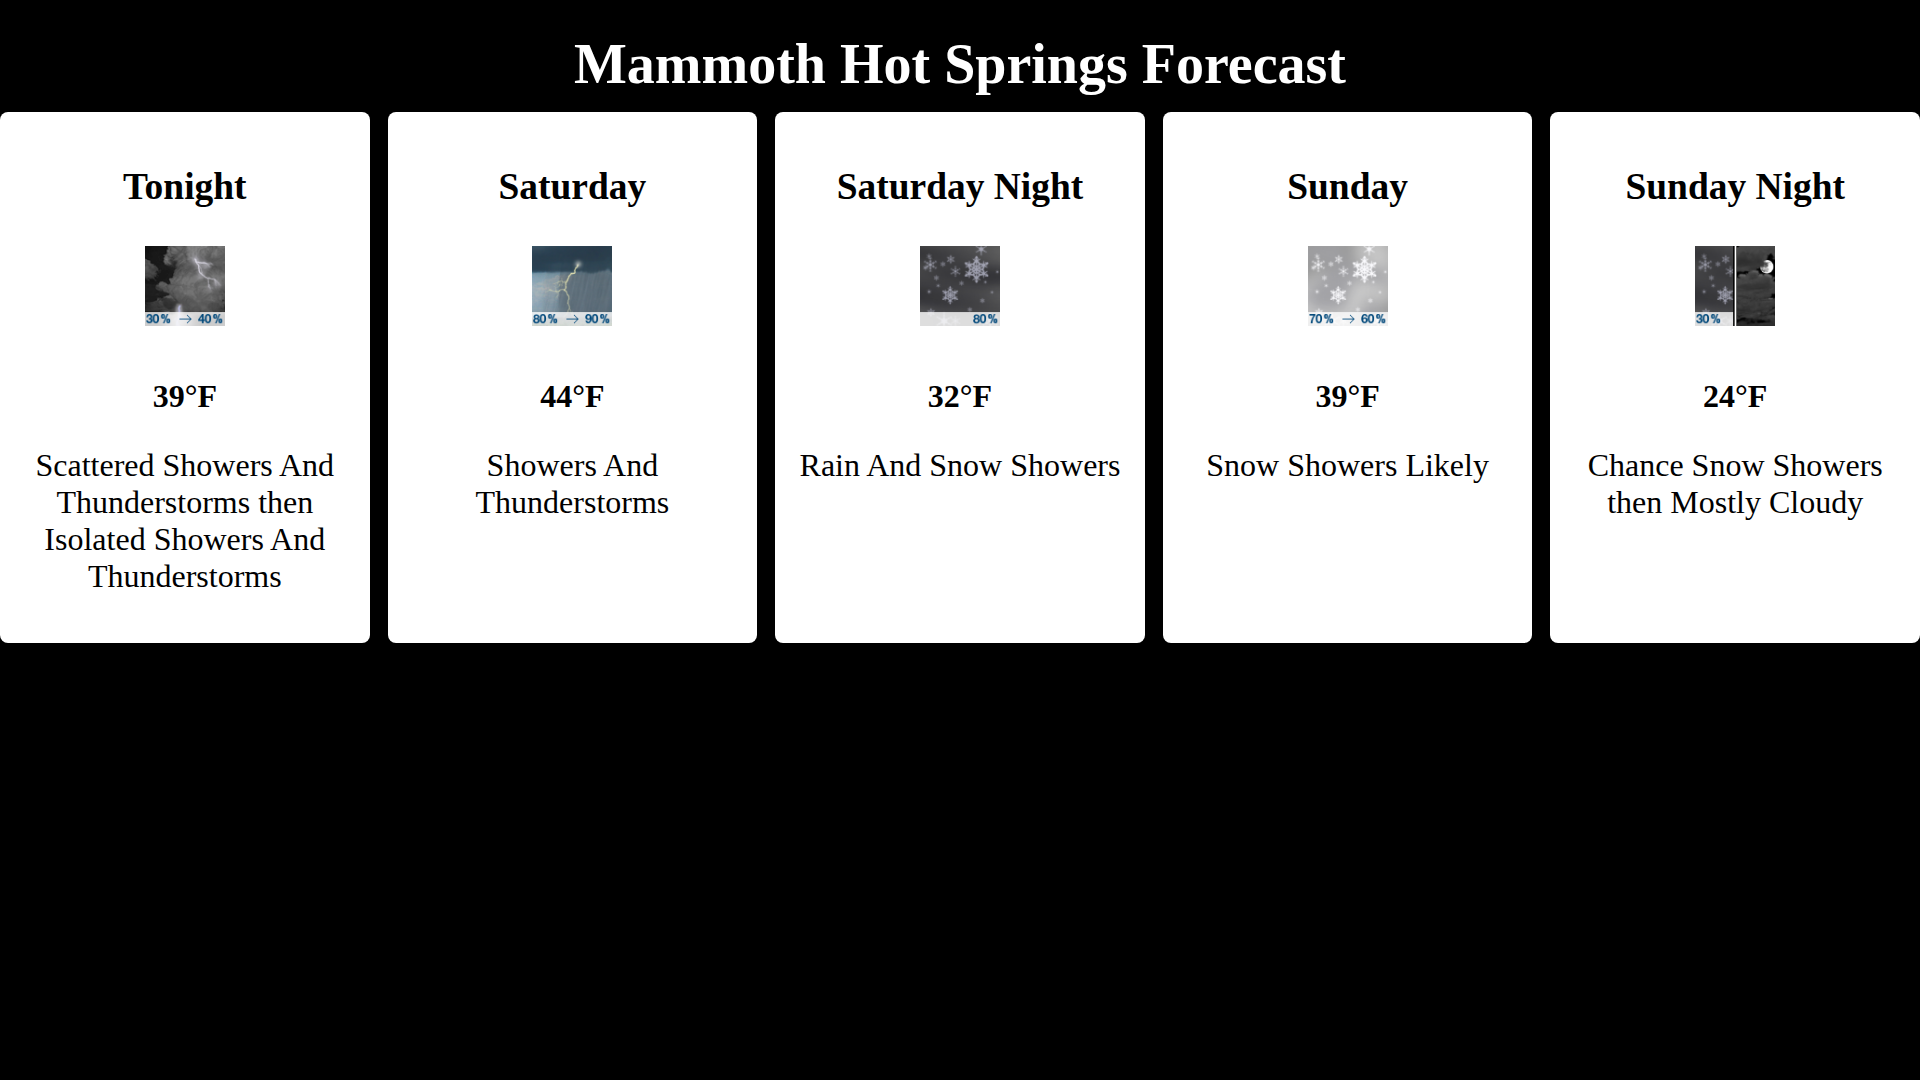 Mammoth Hot Springs Forecast
Tonight
30% → 40%
39°F
Scattered Showers And
Thunderstorms then
Isolated Showers And
Thunderstorms
Saturday
80% → 90%
44°F
Showers And
Thunderstorms
Saturday Night
80%
32°F
Rain And Snow Showers
Sunday
70% → 60%
39°F
Snow Showers Likely
Sunday Night
30%
24°F
Chance Snow Showers
then Mostly Cloudy